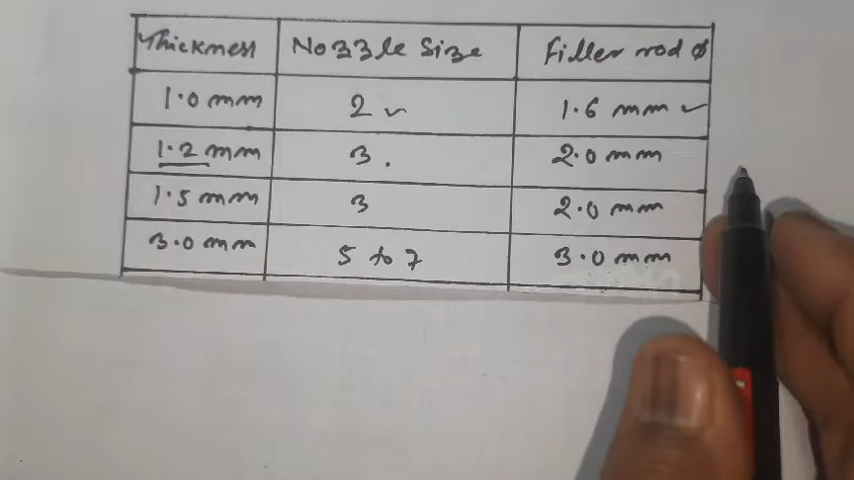 Thickness Nozzle Size Filler rod ø
1.0 mm 2 ✓ 1.6 mm ✓
1.2 mm 3. 2.0 mm
1.5 mm 3 2.0 mm
3.0 mm 5 to 7 3.0 mm